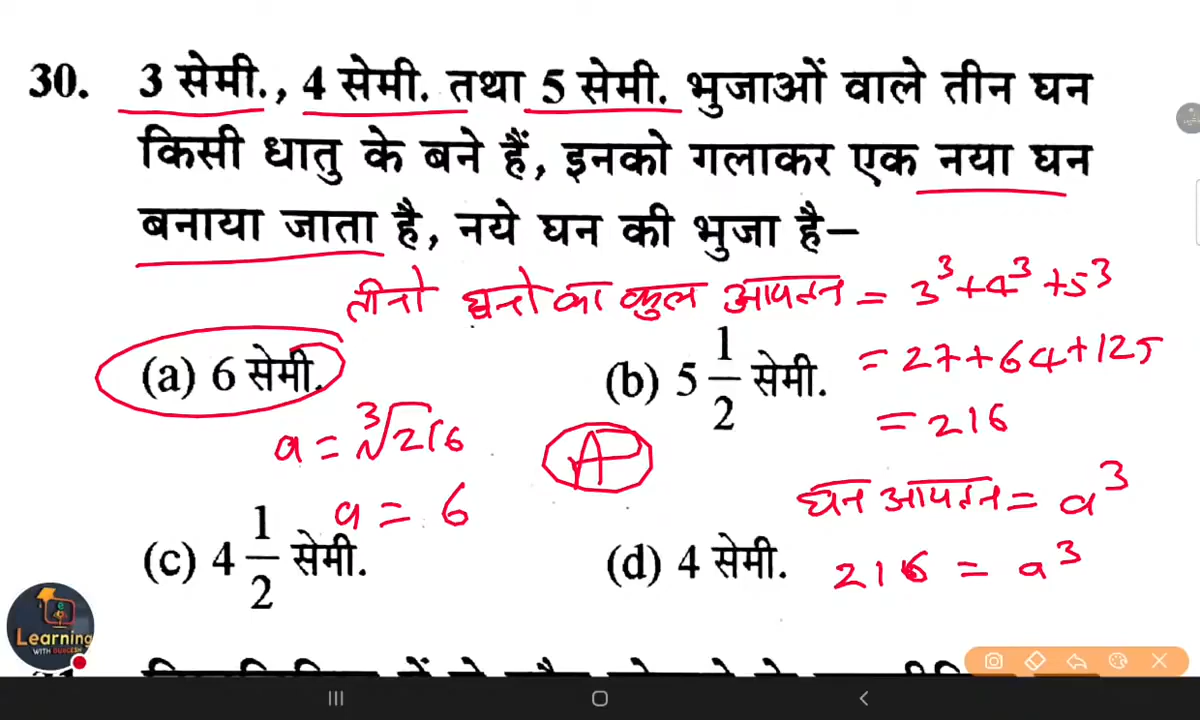 30. 3 सेमी., 4 सेमी. तथा 5 सेमी. भुजाओं वाले तीन घन
किसी धातु के बने हैं, इनको गलाकर एक नया घन
बनाया जाता है, नये घन की भुजा है–
तीनो घनो का कुल आयतन = 3³+4³+5³
= 27+64+125
= 216
(a) 6 सेमी. (b) 5 1/2 सेमी.
a = ∛216
a = 6
घन आयतन = a³
216 = a³
(c) 4 1/2 सेमी. (d) 4 सेमी.
Learning